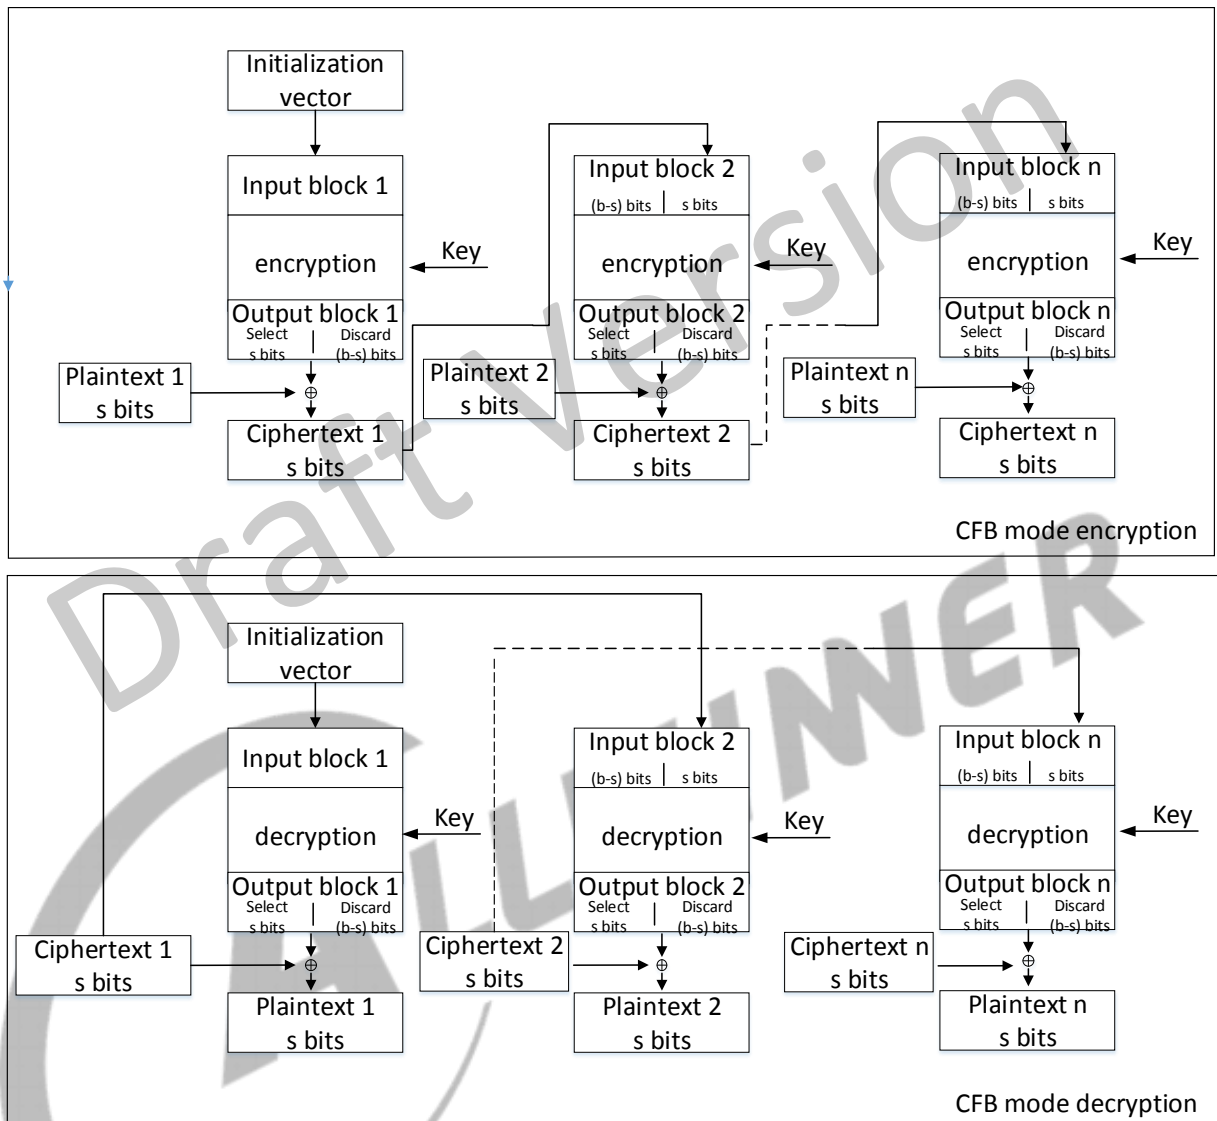 Initialization
vector
Input block 1
Input block 2
(b-s) bits
s bits
Input block n
(b-s) bits
s bits
encryption
Key
encryption
Key
encryption
Key
Output block 1
Select
s bits
Discard
(b-s) bits
Output block 2
Select
s bits
Discard
(b-s) bits
Output block n
Select
s bits
Discard
(b-s) bits
Plaintext 1
s bits
Plaintext 2
s bits
Plaintext n
s bits
Ciphertext 1
s bits
Ciphertext 2
s bits
Ciphertext n
s bits
CFB mode encryption
Initialization
vector
Input block 1
Input block 2
(b-s) bits
s bits
Input block n
(b-s) bits
s bits
decryption
Key
decryption
Key
decryption
Key
Output block 1
Select
s bits
Discard
(b-s) bits
Output block 2
Select
s bits
Discard
(b-s) bits
Output block n
Select
s bits
Discard
(b-s) bits
Ciphertext 1
s bits
Ciphertext 2
s bits
Ciphertext n
s bits
Plaintext 1
s bits
Plaintext 2
s bits
Plaintext n
s bits
CFB mode decryption
Draft Version
ALLWINNER